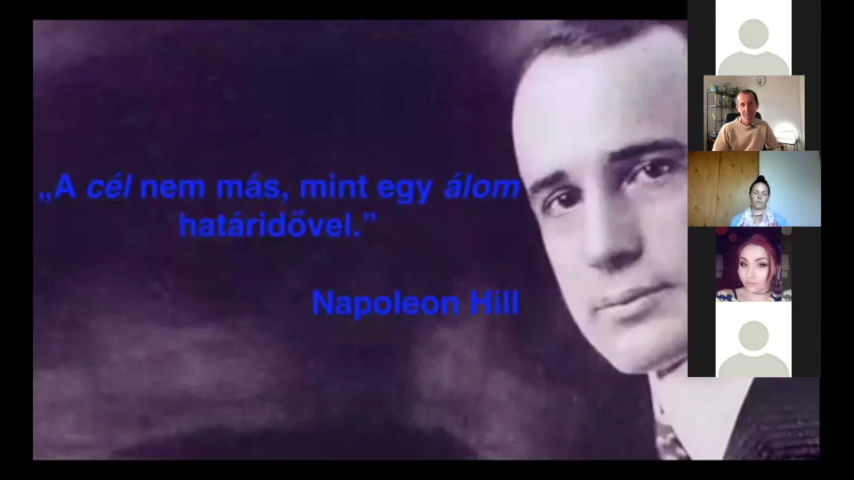 „A cél nem más, mint egy álom
határidővel.”
Napoleon Hill